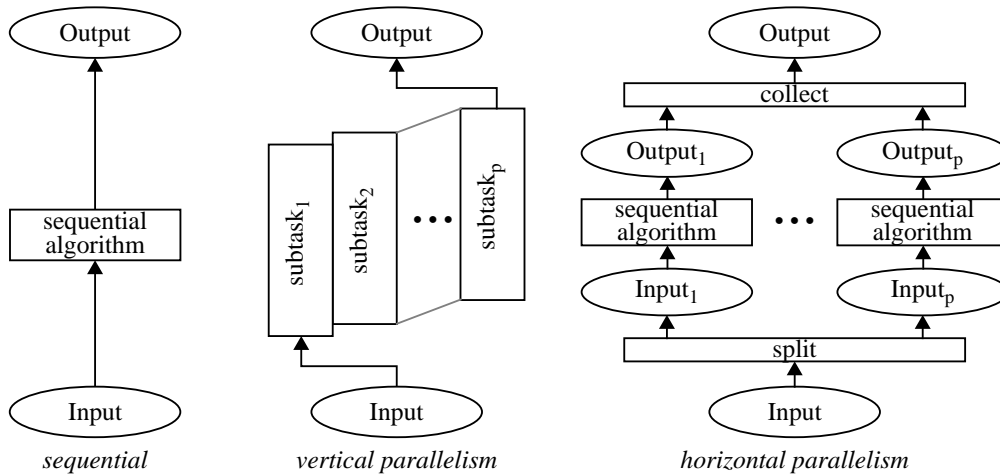 Output
sequential
algorithm
Input
sequential
Output
subtask₁
subtask₂
...
subtaskₚ
Input
vertical parallelism
Output
collect
Output₁
Outputₚ
sequential
algorithm
...
sequential
algorithm
Input₁
Inputₚ
split
Input
horizontal parallelism